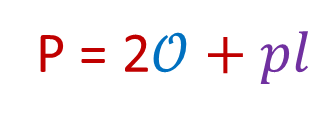 P = 2𝒪 + 𝑝𝑙